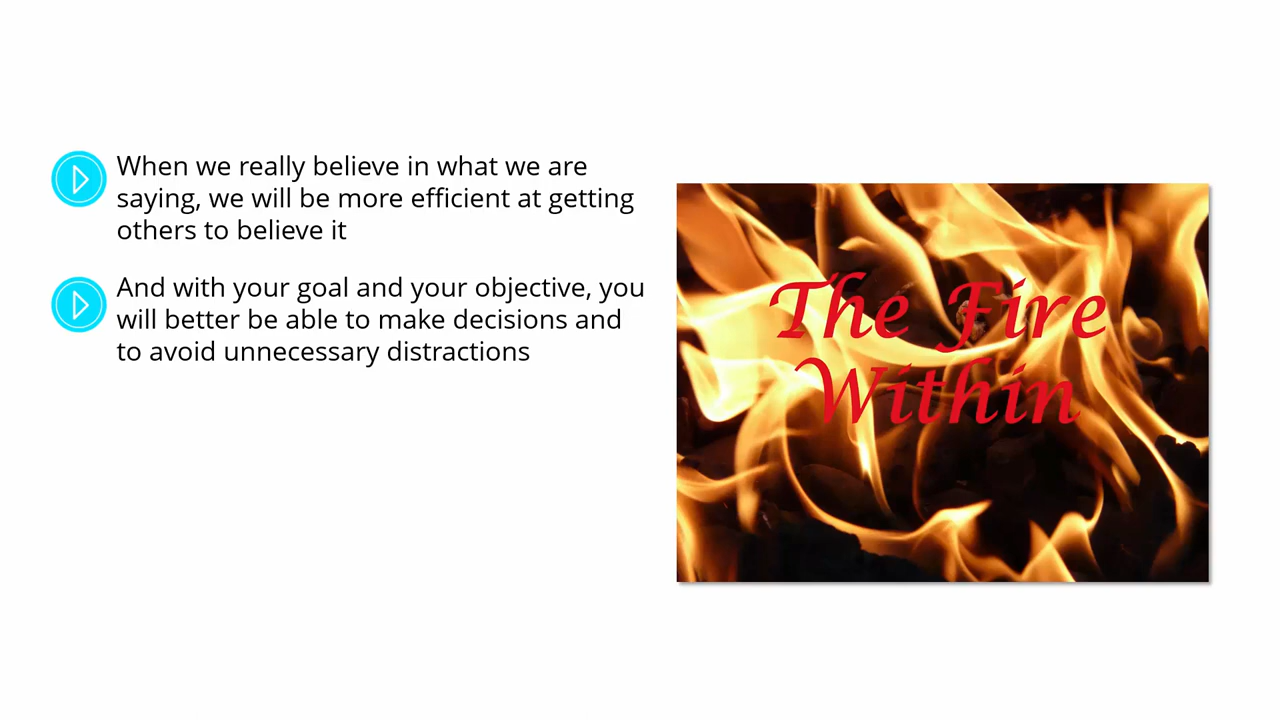 When we really believe in what we are
saying, we will be more efficient at getting
others to believe it
And with your goal and your objective, you
will better be able to make decisions and
to avoid unnecessary distractions
The Fire
Within